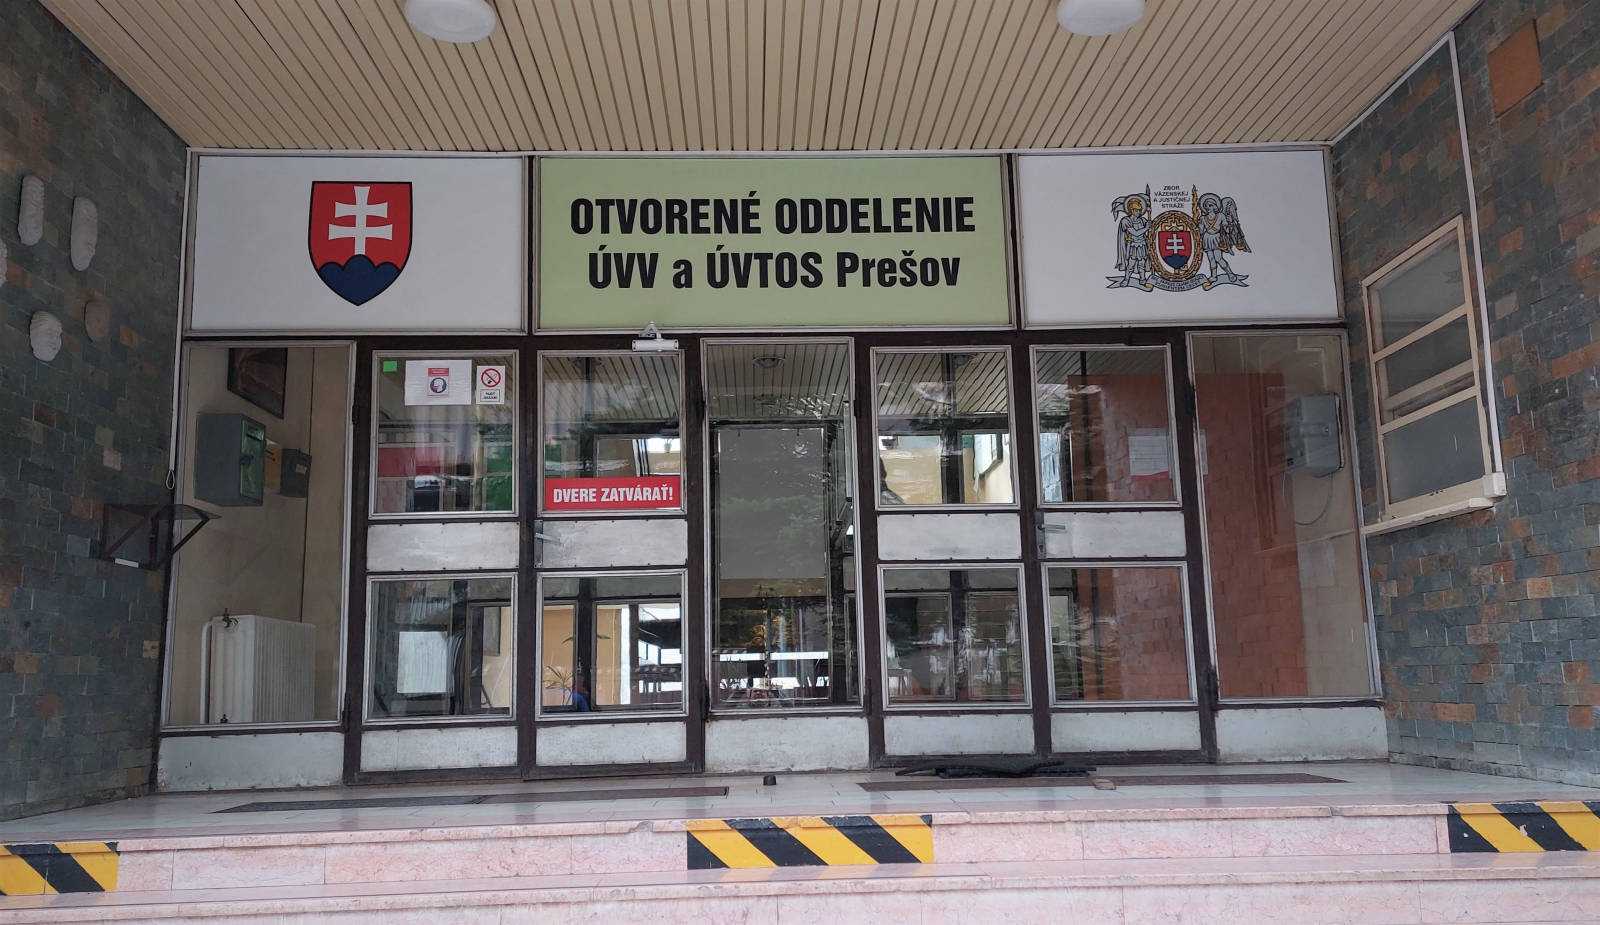 OTVORENÉ ODDELENIE
ÚVV a ÚVTOS Prešov
ZBOR
VÄZENSKEJ
A JUSTIČNEJ
STRÁŽE
DVERE ZATVÁRAŤ!